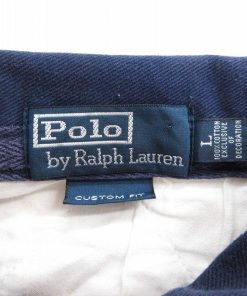 Polo
by Ralph Lauren
CUSTOM FIT
L
100% COTTON
EXCLUSIVE
OF
DECORATION